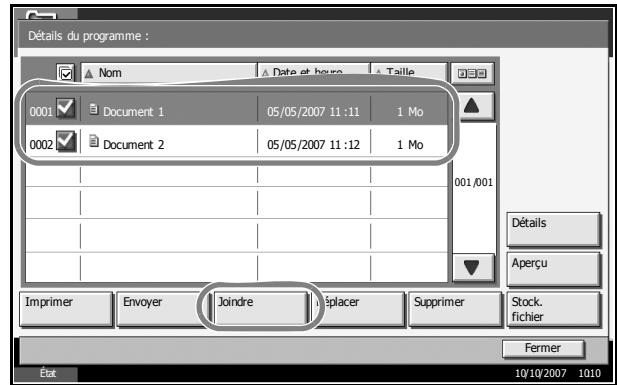 Détails du programme :
Nom Date et heure Taille
0001 Document 1 05/05/2007 11 :11 1 Mo
0002 Document 2 05/05/2007 11 :12 1 Mo
001 /001
Détails
Aperçu
Imprimer Envoyer Joindre Déplacer Supprimer Stock. fichier
Fermer
État 10/10/2007 1010